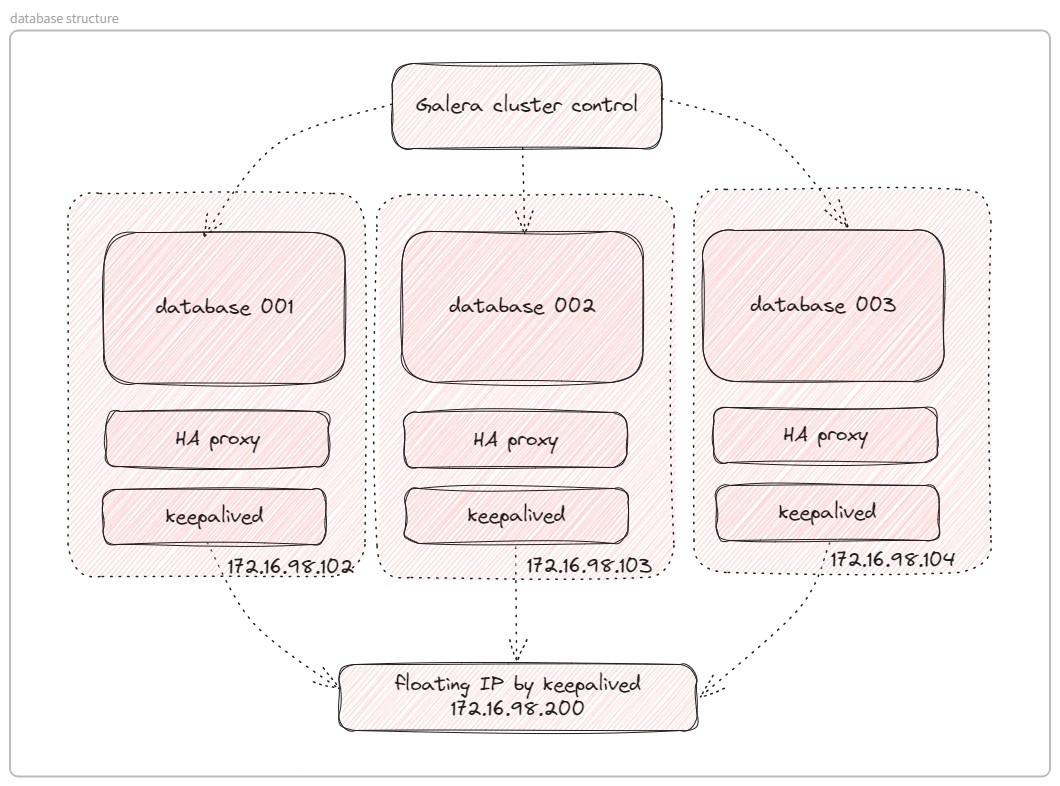 database structure
Galera cluster control
database 001
database 002
database 003
HA proxy
HA proxy
HA proxy
keepalived
keepalived
keepalived
172.16.98.102
172.16.98.103
172.16.98.104
floating IP by keepalived
172.16.98.200